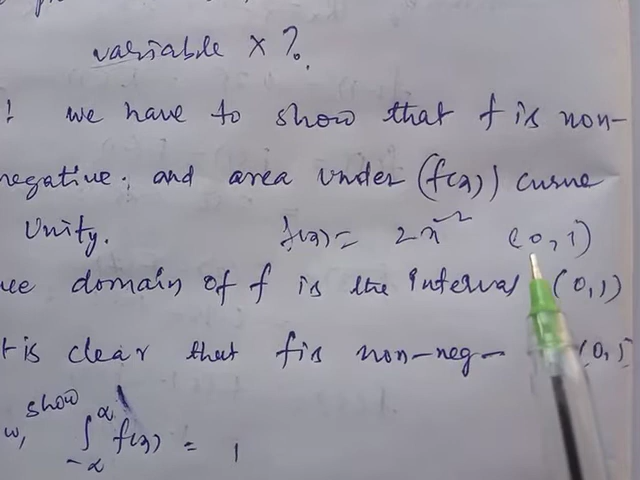 variable x ?.
! we have to show that f is non-
negative. and area under (f(x)) curve
Unity. f(x) = 2x⁻² (0, 1)
domain of f is the interval (0,1)
is clear that f is non-neg- (0,1)
show
∫ f(x) = 1
-α α